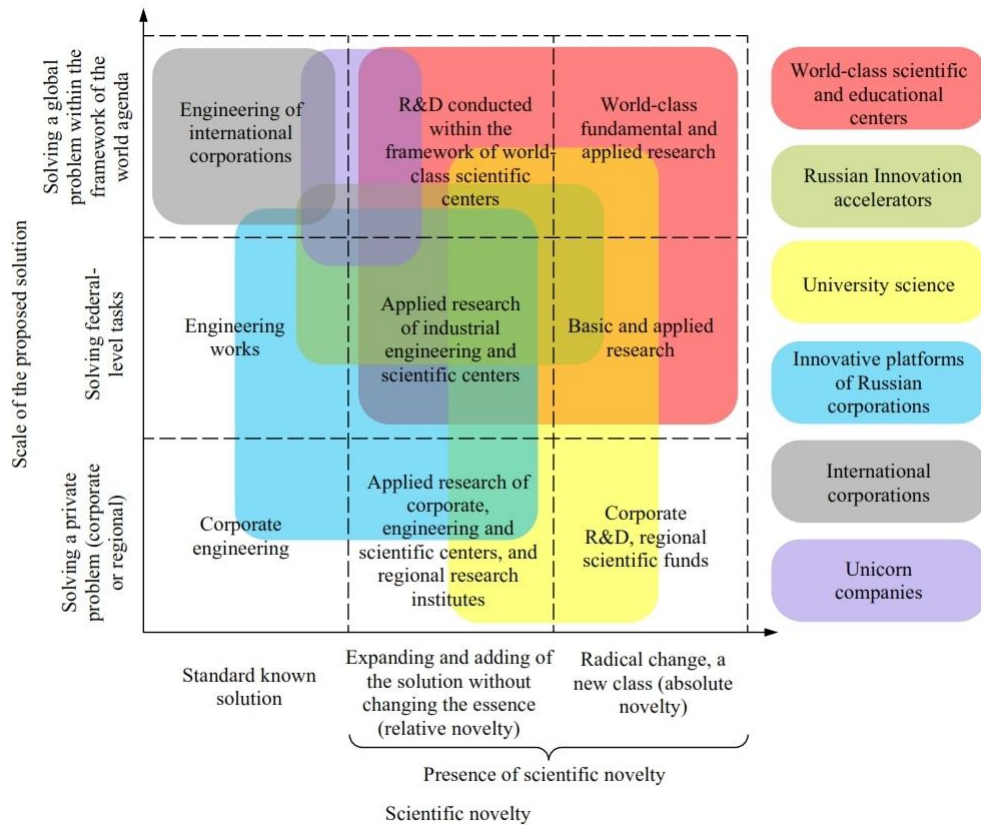 Scale of the proposed solution
Solving a global
problem within the
framework of the
world agenda
Solving federal-
level tasks
Solving a private
problem (corporate
or regional)
Engineering of
international
corporations
R&D conducted
within the
framework of world-
class scientific
centers
World-class
fundamental and
applied research
Engineering
works
Applied research
of industrial
engineering and
scientific centers
Basic and applied
research
Corporate
engineering
Applied research of
corporate,
engineering and
scientific centers, and
regional research
institutes
Corporate
R&D, regional
scientific funds
World-class scientific
and educational
centers
Russian Innovation
accelerators
University science
Innovative platforms
of Russian
corporations
International
corporations
Unicorn
companies
Standard known
solution
Expanding and adding of
the solution without
changing the essence
(relative novelty)
Radical change, a
new class (absolute
novelty)
Presence of scientific novelty
Scientific novelty